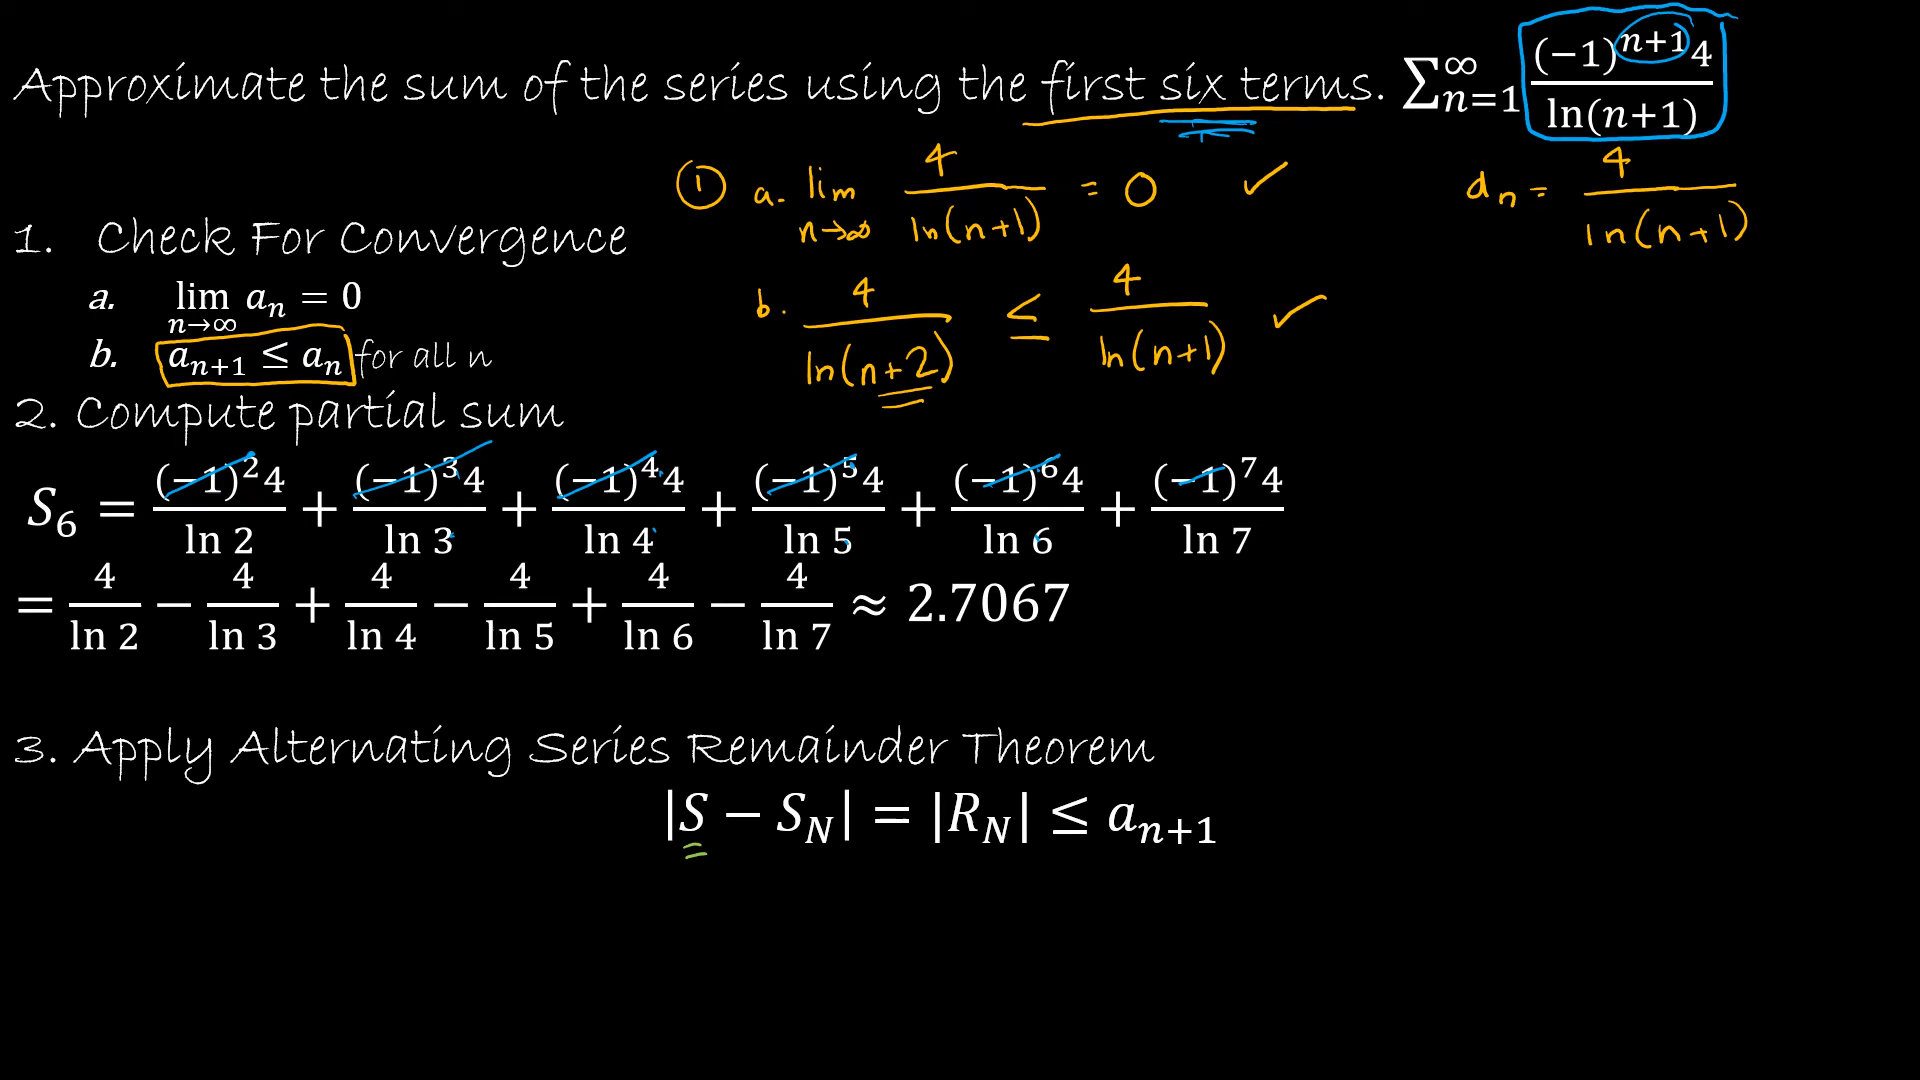 Approximate the sum of the series using the first six terms. ∑_{n=1}^{∞} (-1)^{n+1}4 / ln(n+1)
① a. lim_{n→∞} 4 / ln(n+1) = 0 ✓
a_n = 4 / ln(n+1)
1. Check For Convergence
a. lim_{n→∞} a_n = 0
b. a_{n+1} ≤ a_n for all n
b. 4 / ln(n+2) ≤ 4 / ln(n+1) ✓
2. Compute partial sum
S_6 = (−1)^2 4 / ln 2 + (−1)^3 4 / ln 3 + (−1)^4 4 / ln 4 + (−1)^5 4 / ln 5 + (−1)^6 4 / ln 6 + (−1)^7 4 / ln 7
= 4 / ln 2 − 4 / ln 3 + 4 / ln 4 − 4 / ln 5 + 4 / ln 6 − 4 / ln 7 ≈ 2.7067
3. Apply Alternating Series Remainder Theorem
|S − S_N| = |R_N| ≤ a_{n+1}